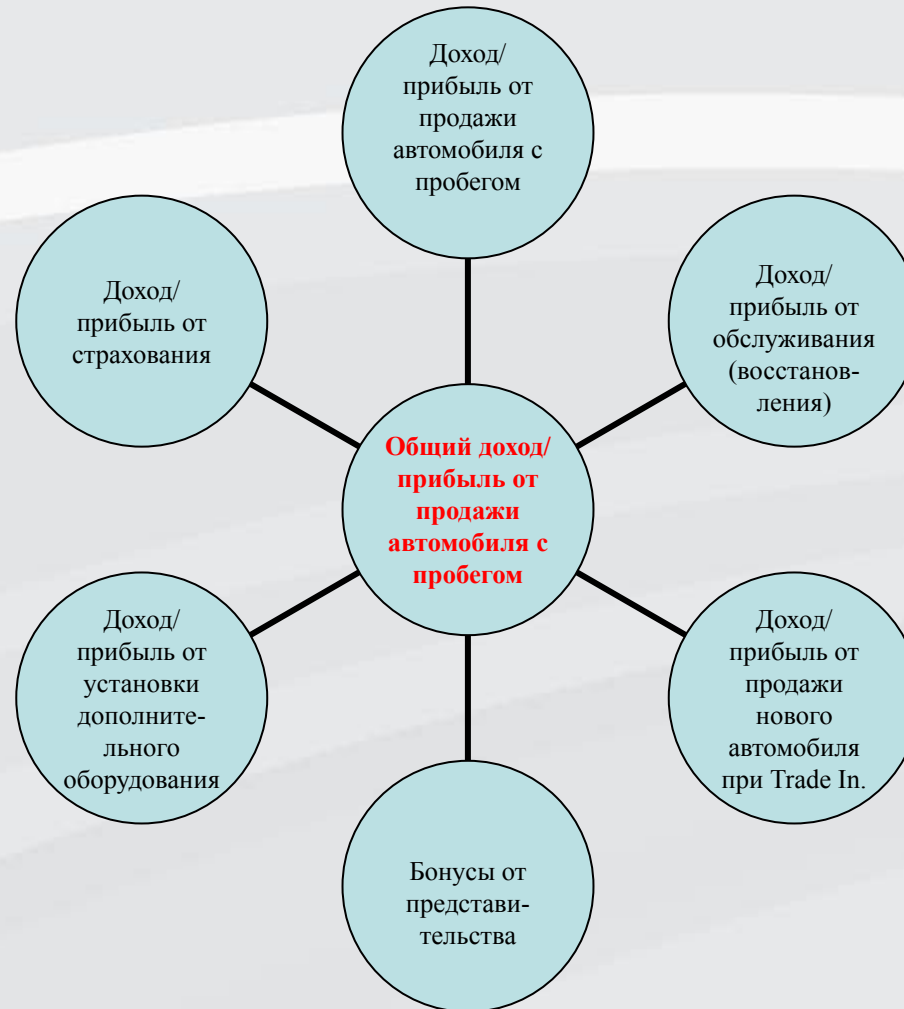 Доход/
прибыль от
продажи
автомобиля с
пробегом
Доход/
прибыль от
страхования
Доход/
прибыль от
обслуживания
(восстанов-
ления)
Общий доход/
прибыль от
продажи
автомобиля с
пробегом
Доход/
прибыль от
установки
дополните-
льного
оборудования
Доход/
прибыль от
продажи
нового
автомобиля
при Trade In.
Бонусы от
представи-
тельства